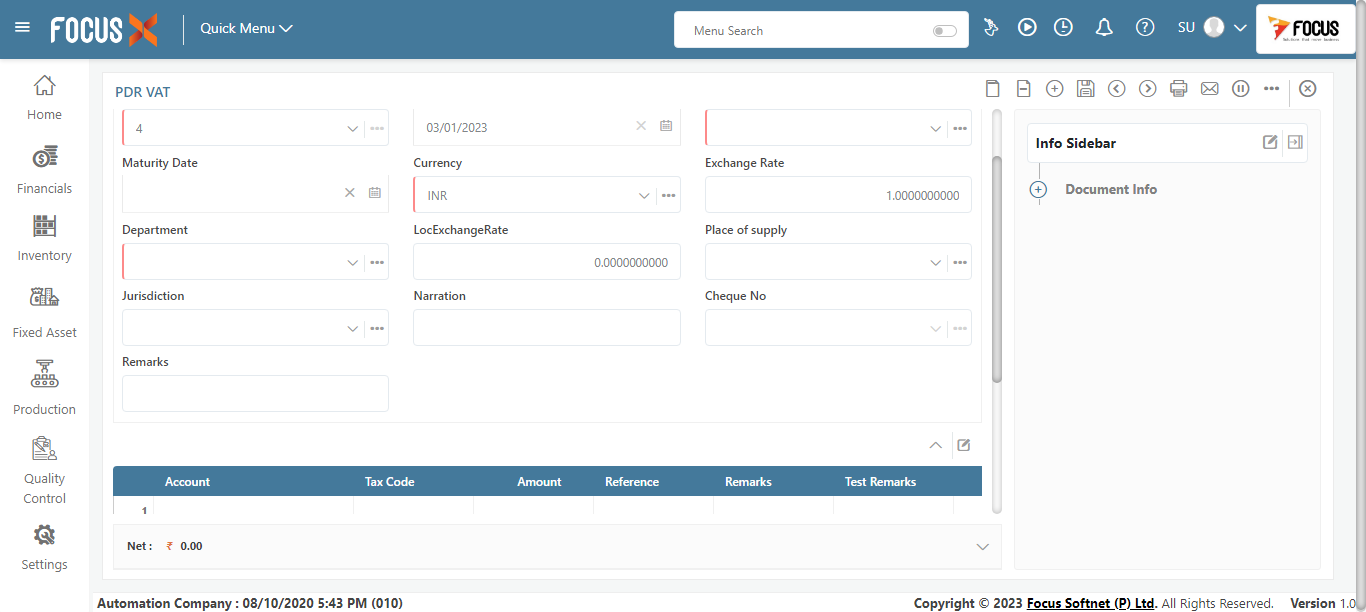 FOCUS X
Quick Menu
Menu Search
SU
FOCUS
Home
Financials
Inventory
Fixed Asset
Production
Quality
Control
Settings
PDR VAT
4
03/01/2023
Maturity Date
Currency
Exchange Rate
INR
1.0000000000
Department
LocExchangeRate
Place of supply
0.0000000000
Jurisdiction
Narration
Cheque No
Remarks
Account Tax Code Amount Reference Remarks Test Remarks
1
Net : ₹ 0.00
Info Sidebar
Document Info
Automation Company : 08/10/2020 5:43 PM (010)
Copyright © 2023 Focus Softnet (P) Ltd. All Rights Reserved. Version 1.0